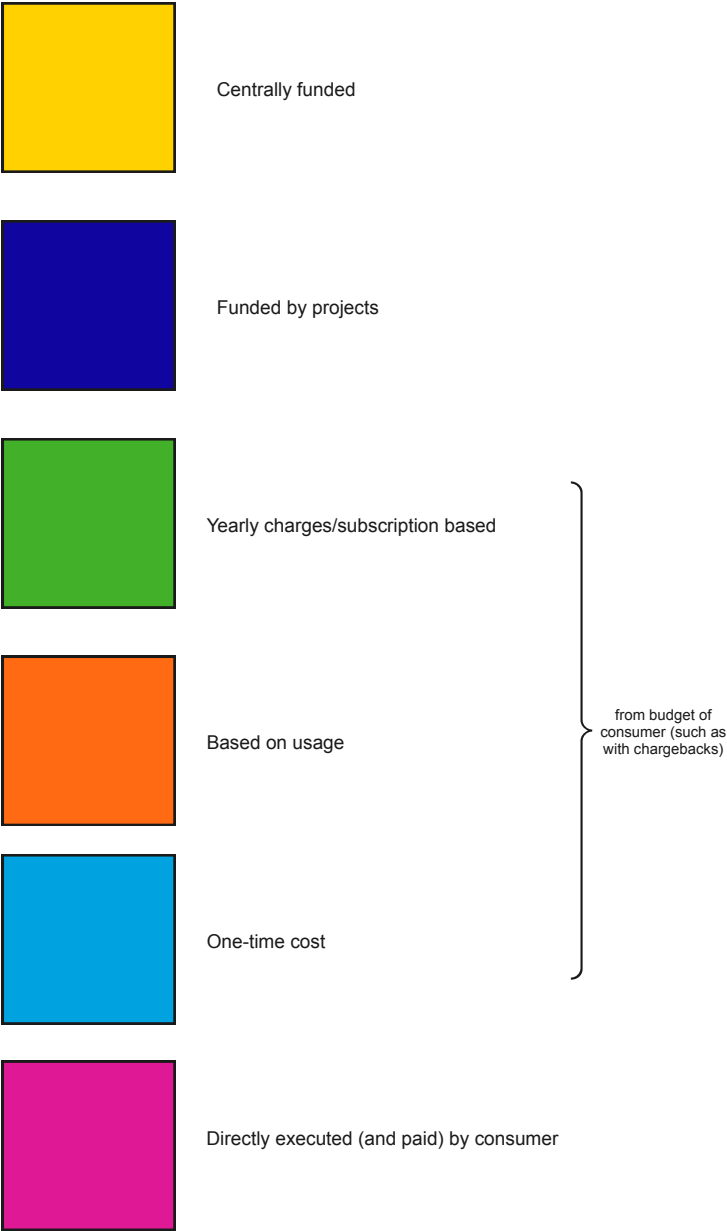 Centrally funded
Funded by projects
Yearly charges/subscription based
Based on usage
from budget of
consumer (such as
with chargebacks)
One-time cost
Directly executed (and paid) by consumer